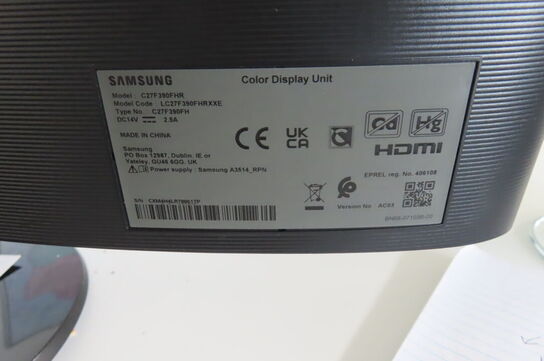 SAMSUNG
Color Display Unit
Model : C27F390FHR
Model Code : LC27F390FHRXXE
Type No. C27F390FH
DC14V 2.5A
MADE IN CHINA
Samsung
PO Box 12987, Dublin. IE or
Yateley, GU46 6GG. UK
Power supply : Samsung A3514_RPN
CE
UK
CA
Cd
Hg
HDMI
EPREL reg. No. 406108
Version No AC03
S/N